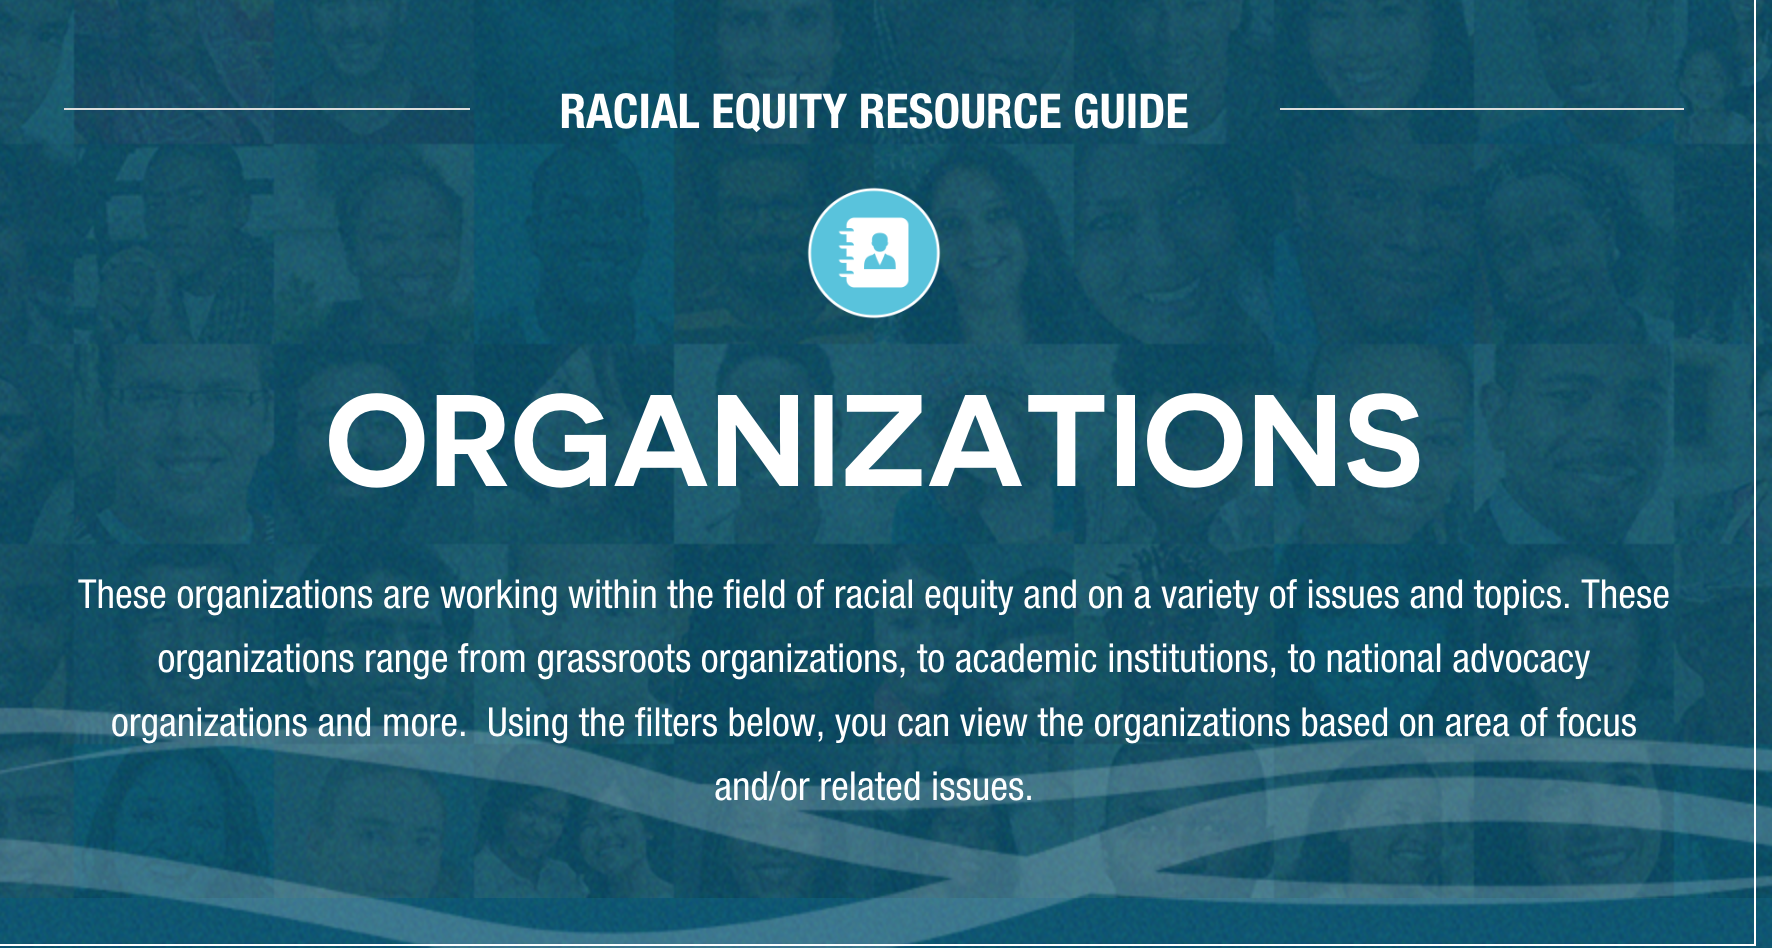 RACIAL EQUITY RESOURCE GUIDE
ORGANIZATIONS
These organizations are working within the field of racial equity and on a variety of issues and topics. These
organizations range from grassroots organizations, to academic institutions, to national advocacy
organizations and more.  Using the filters below, you can view the organizations based on area of focus
and/or related issues.